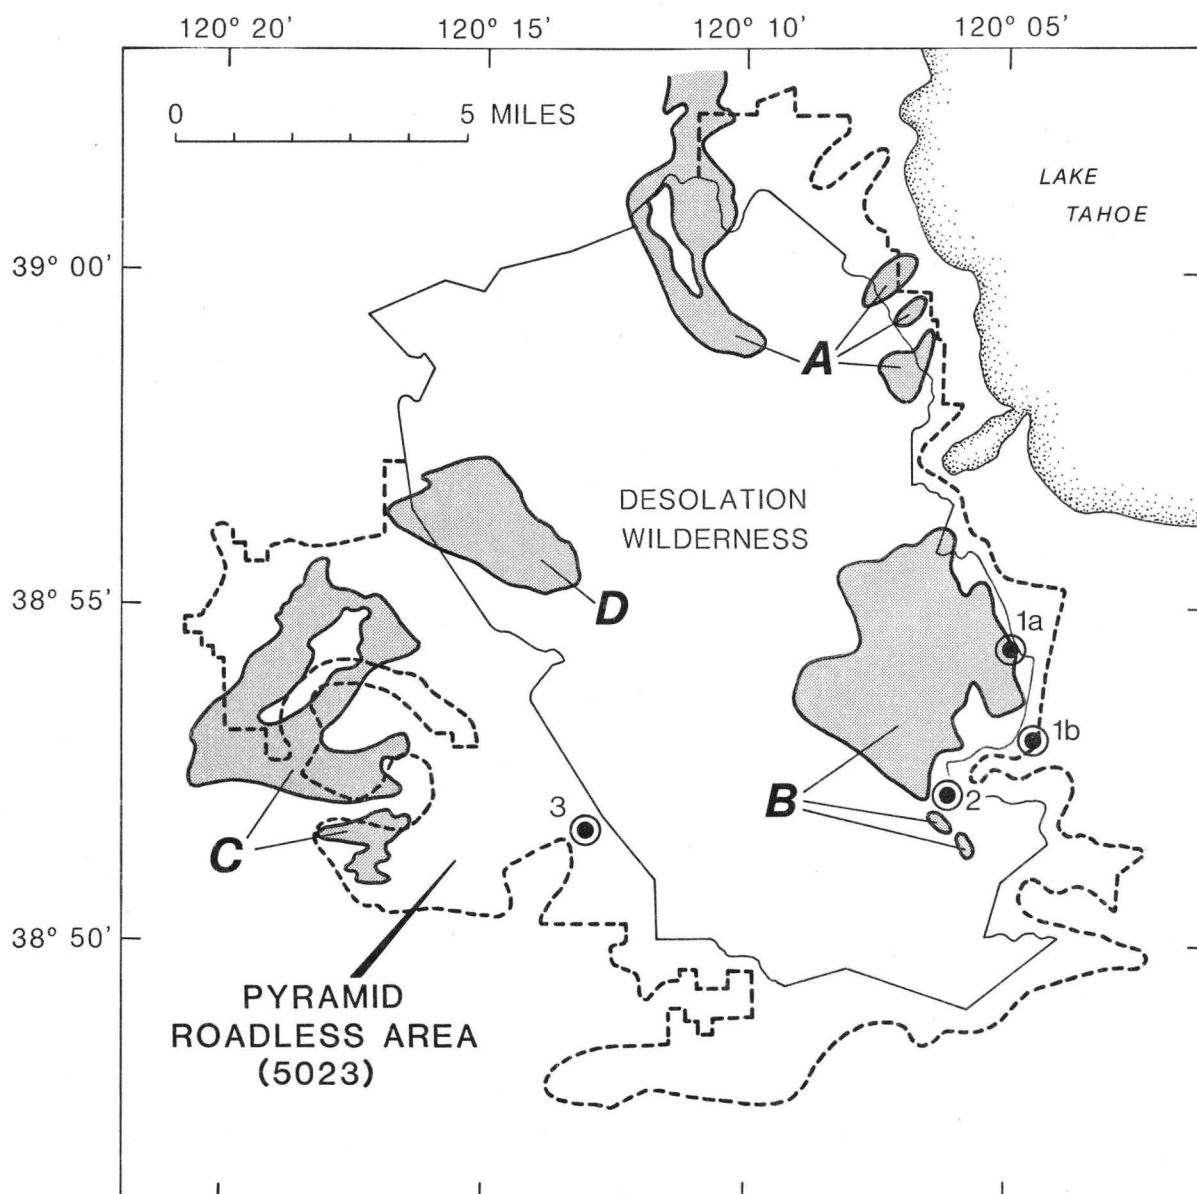 120° 20'
120° 15'
120° 10'
120° 05'
0 5 MILES
LAKE
TAHOE
39° 00'
A
DESOLATION
WILDERNESS
38° 55'
D
1a
1b
B
2
3
C
38° 50'
PYRAMID
ROADLESS AREA
(5023)